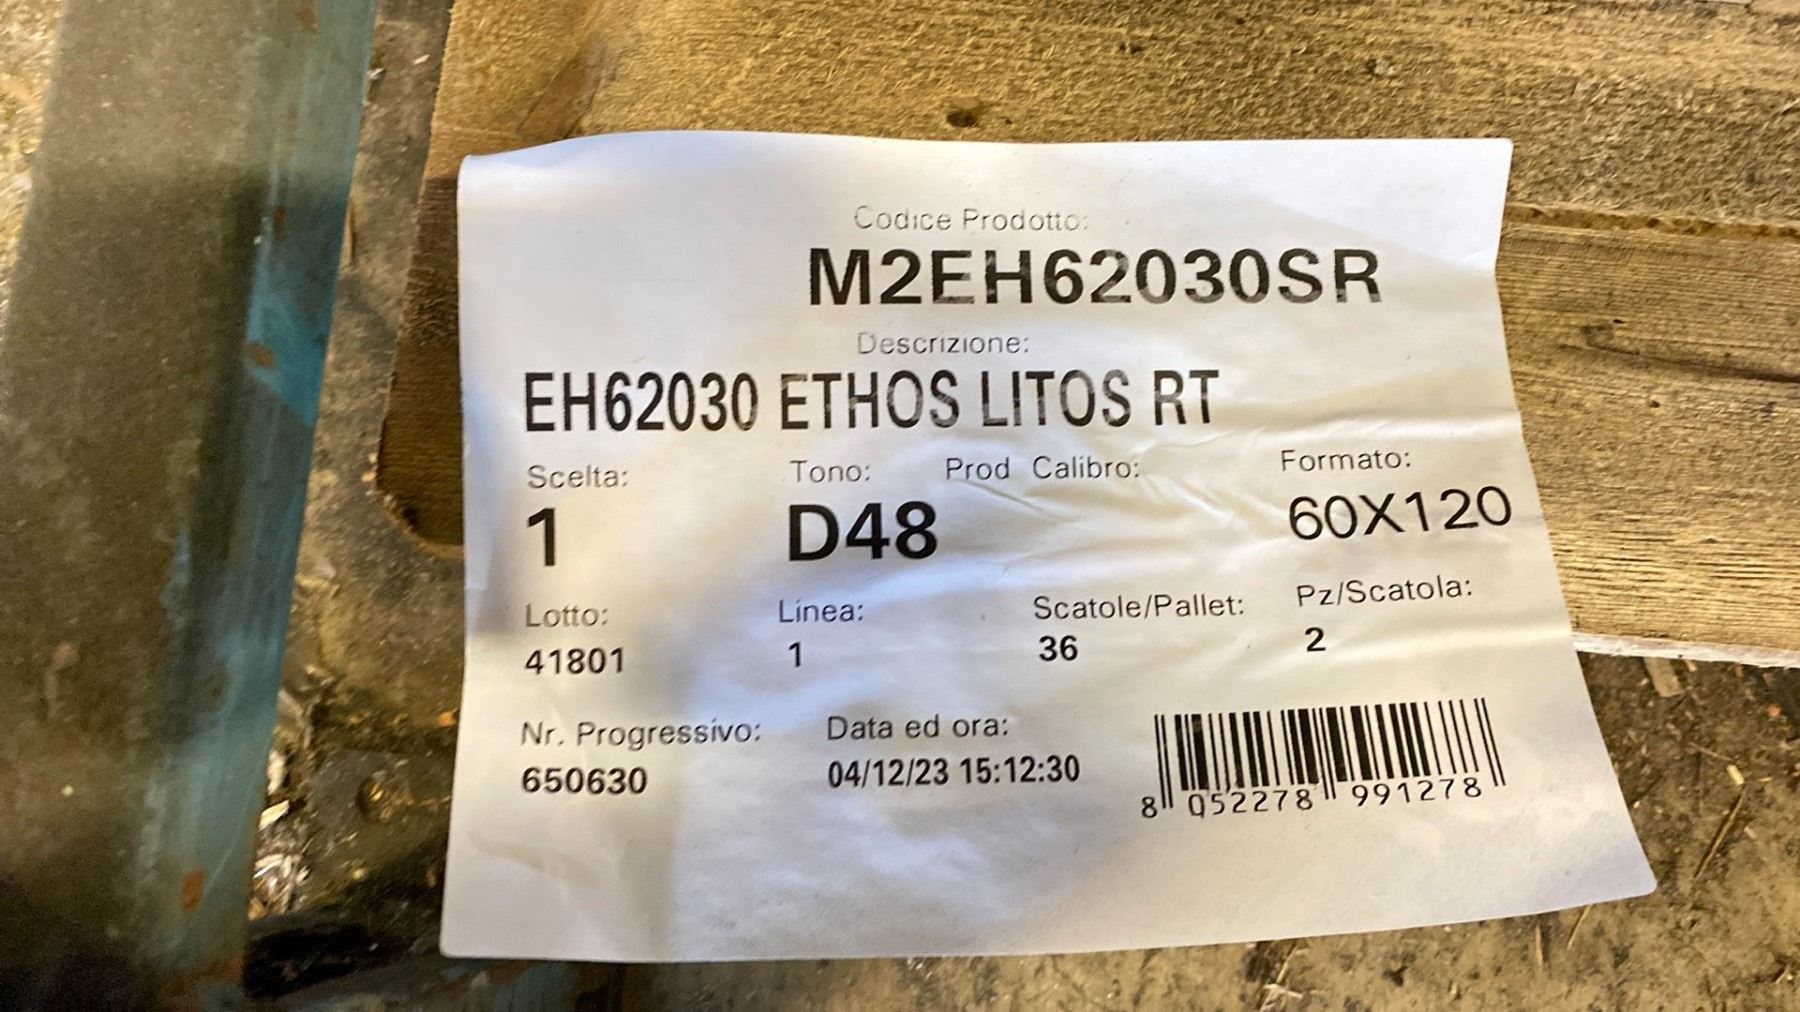 Codice Prodotto:
M2EH62030SR
Descrizione:
EH62030 ETHOS LITOS RT
Scelta: Tono: Prod Calibro: Formato:
1 D48 60X120
Lotto: Linea: Scatole/Pallet: Pz/Scatola:
41801 1 36 2
Nr. Progressivo: Data ed ora:
650630 04/12/23 15:12:30
8 052278 991278